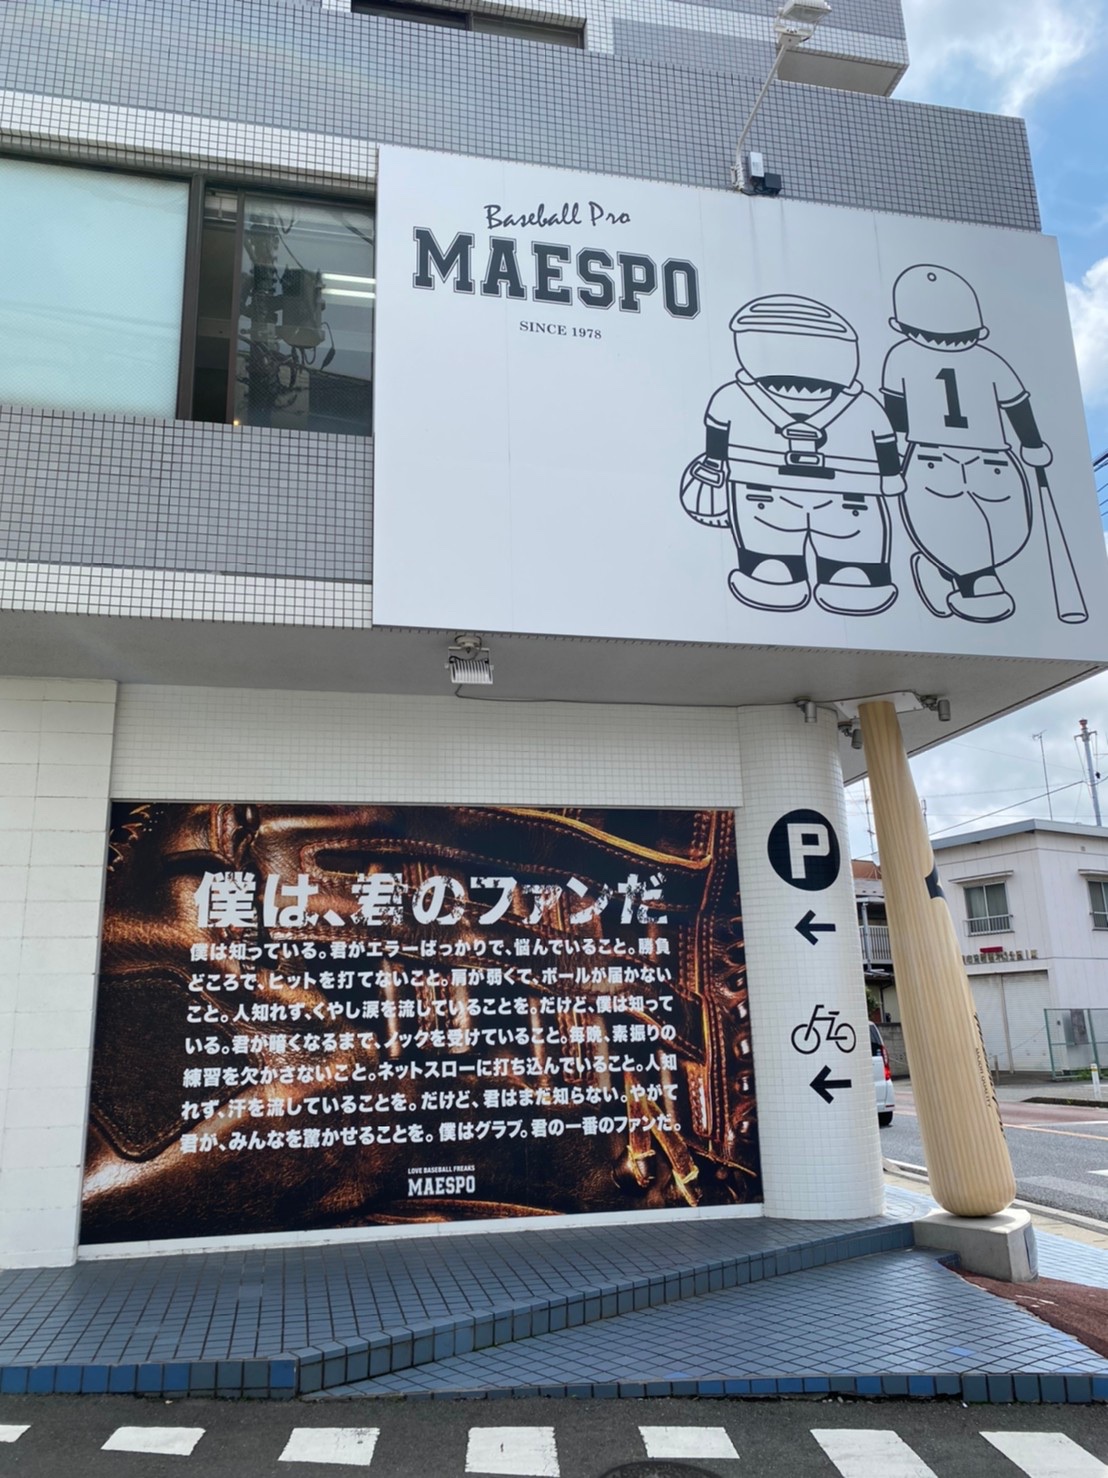 Baseball Pro
MAESPO
SINCE 1978
1
僕は、君のファンだ
僕は知っている。君がエラーばっかりで、悩んでいること。勝負
どころで、ヒットを打てないこと。肩が弱くて、ボールが届かない
こと。人知れず、くやし涙を流していることを。だけど、僕は知って
いる。君が暗くなるまで、ノックを受けていること。毎晩、素振りの
練習を欠かさないこと。ネットスローに打ち込んでいること。人知
れず、汗を流していることを。だけど、君はまだ知らない。やがて
君が、みんなを驚かせることを。僕はグラブ。君の一番のファンだ。
LOVE BASEBALL FREAKS
MAESPO
P